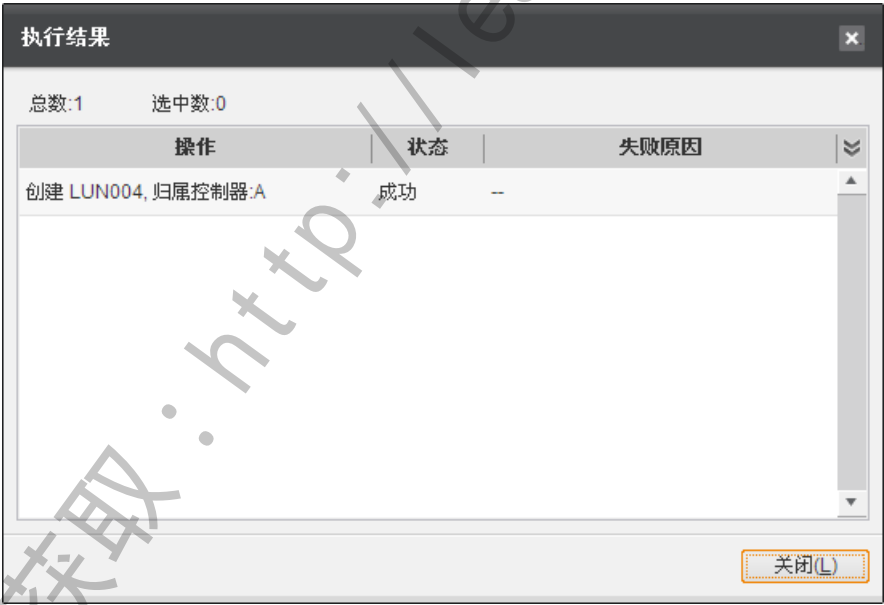 执行结果
总数:1 选中数:0
操作 状态 失败原因
创建 LUN004, 归属控制器:A 成功 --
关闭(L)
获取：http://le